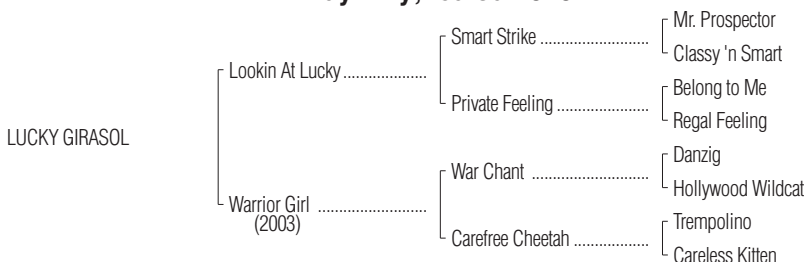 Smart Strike
Mr. Prospector
Classy 'n Smart
Lookin At Lucky
Private Feeling
Belong to Me
Regal Feeling
LUCKY GIRASOL
War Chant
Danzig
Hollywood Wildcat
Warrior Girl
(2003)
Carefree Cheetah
Trempolino
Careless Kitten